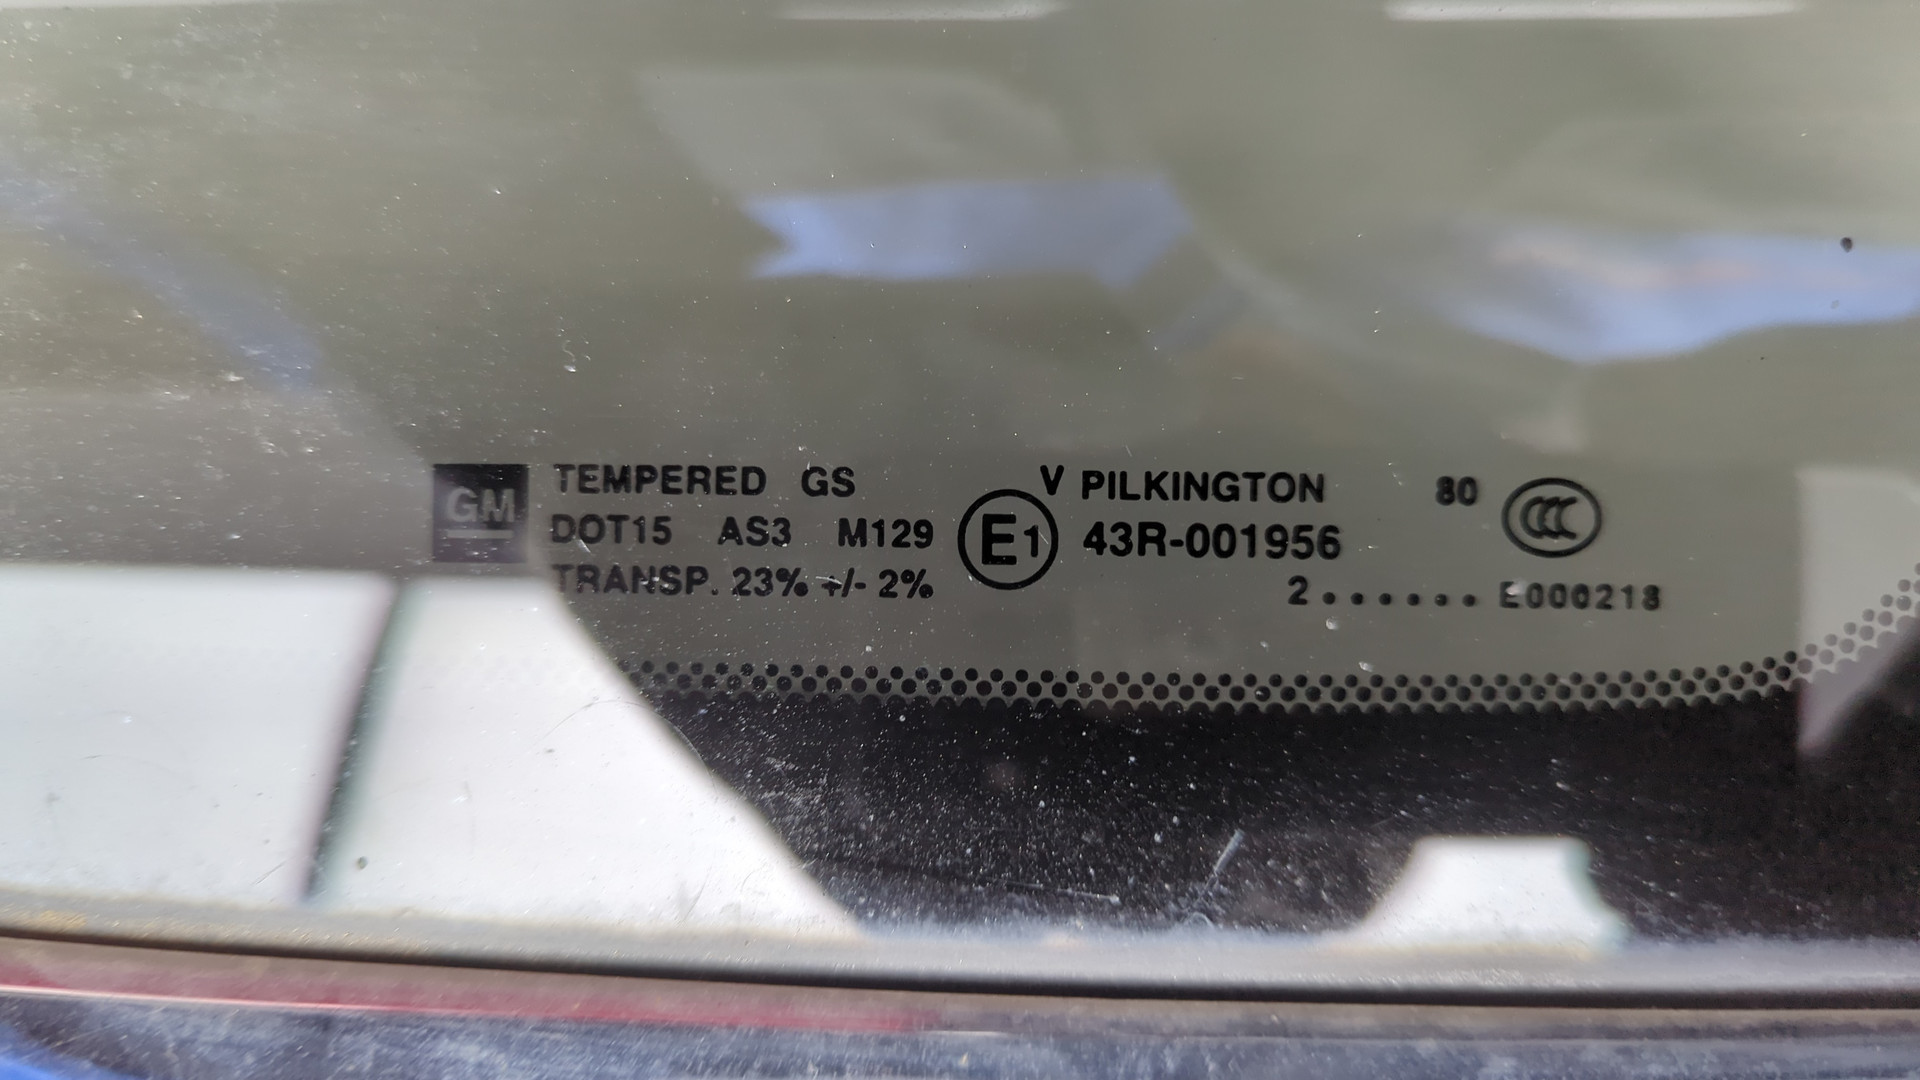 GM
TEMPERED GS
DOT15 AS3 M129
TRANSP. 23% +/- 2%
E1
V PILKINGTON
43R-001956
80
CCC
2...... E000218